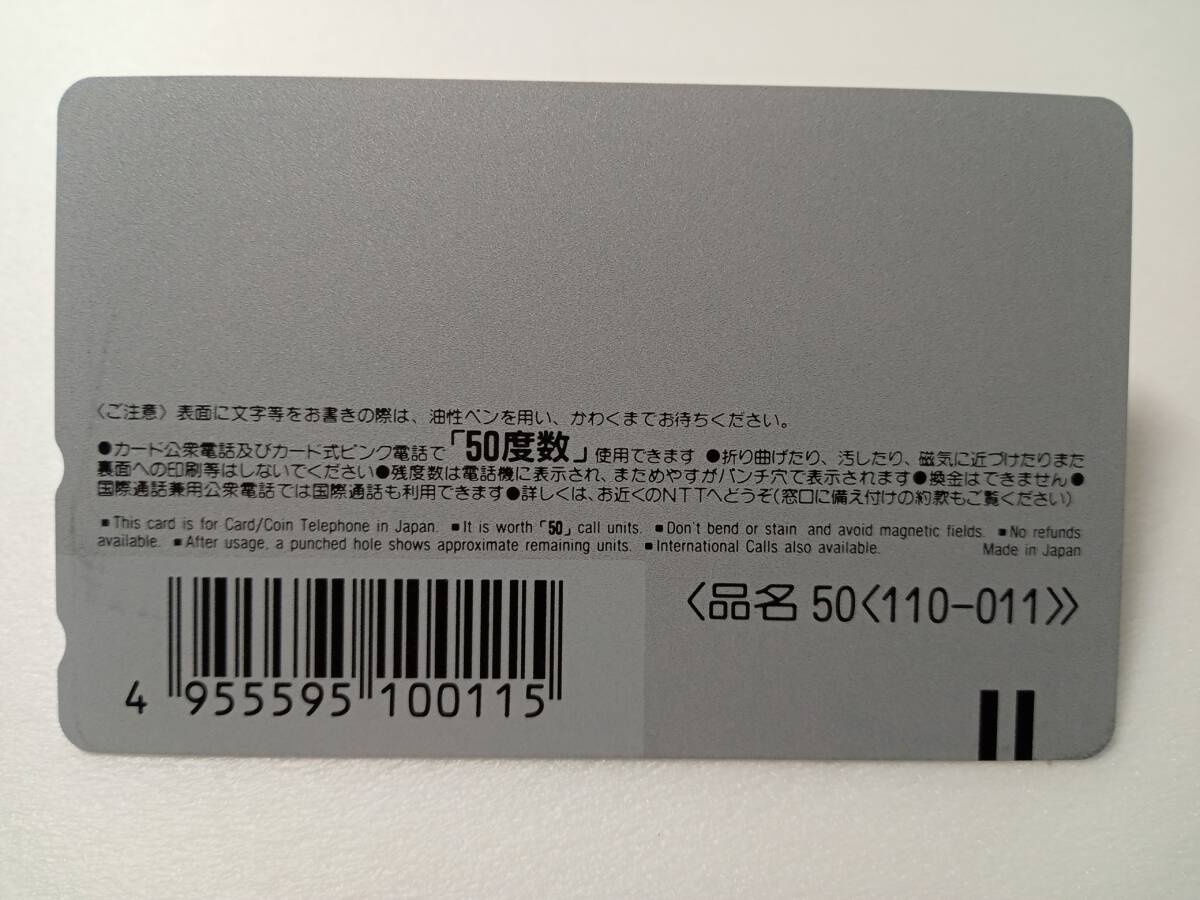 〈ご注意〉表面に文字等をお書きの際は、油性ペンを用い、かわくまでお待ちください。
●カード公衆電話及びカード式ピンク電話で「50度数」使用できます ●折り曲げたり、汚したり、磁気に近づけたりまた
裏面への印刷等はしないでください●残度数は電話機に表示され、まためやすがパンチ穴で表示されます●換金はできません●
国際通話兼用公衆電話では国際通話も利用できます●詳しくは、お近くのNTTへどうぞ(窓口に備え付けの約款もご覧ください)
■This card is for Card/Coin Telephone in Japan. ■It is worth「50」call units. ■Don't bend or stain and avoid magnetic fields. ■No refunds
available. ■After usage, a punched hole shows approximate remaining units. ■International Calls also available. Made in Japan
〈品名 50〈110-011〉〉
4 955595 100115